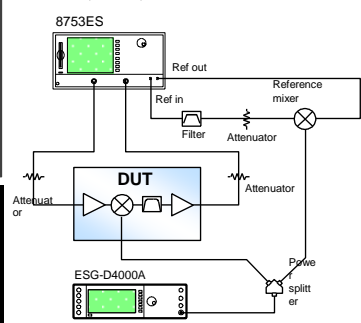 8753ES
Ref out
Reference
mixer
Ref in
Filter
Attenuator
Attenuat
or
DUT
Attenuator
Powe
r
splitt
er
ESG-D4000A